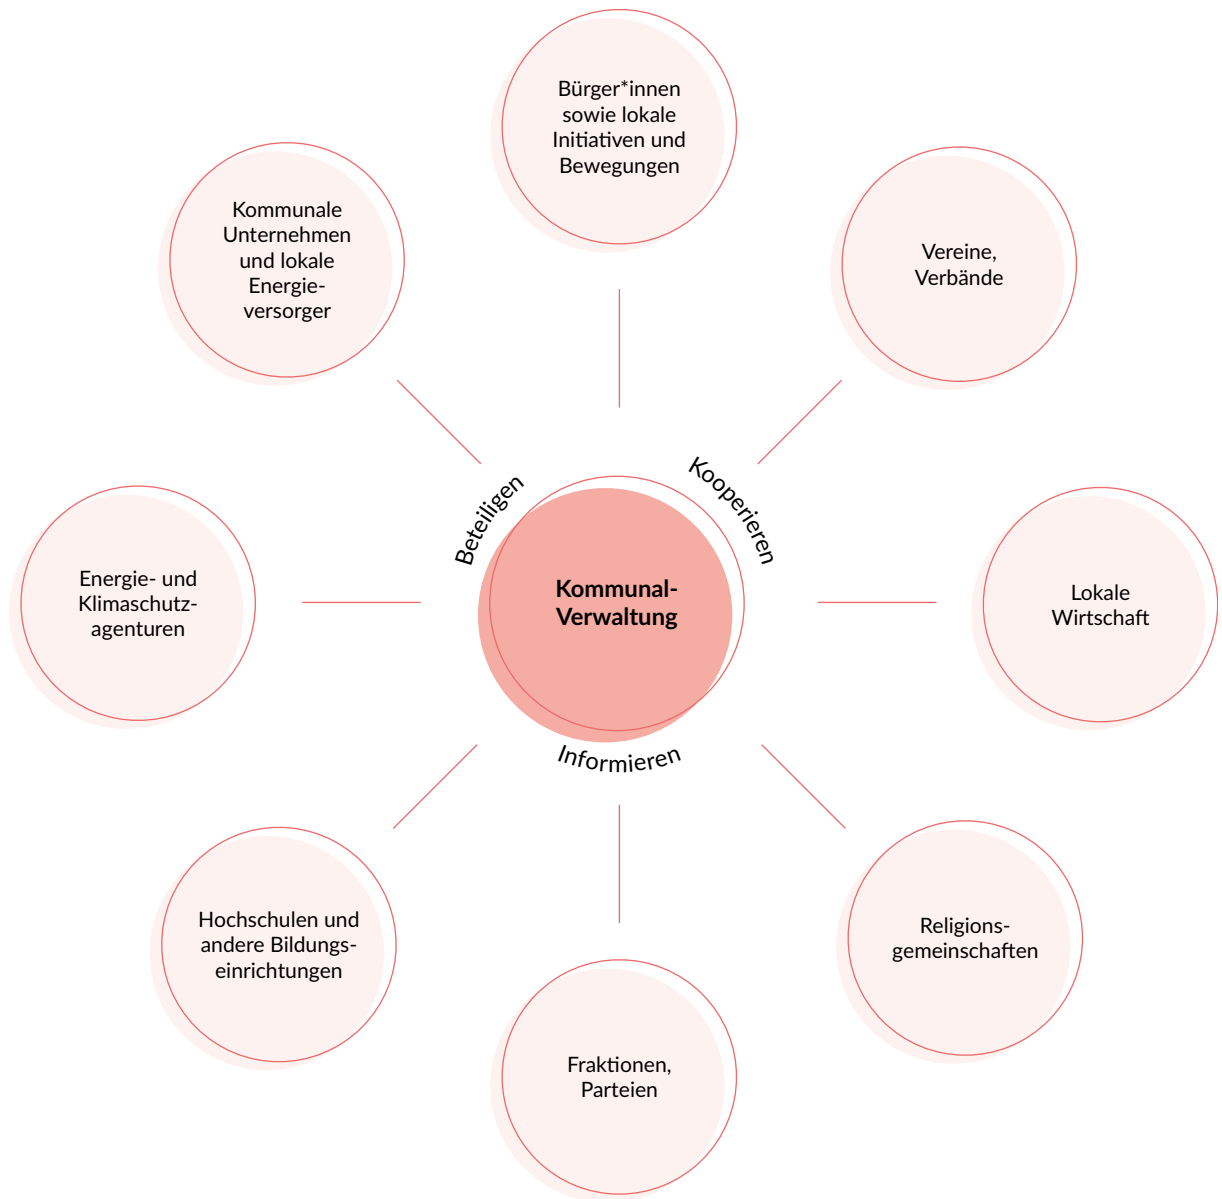 Bürger*innen
sowie lokale
Initiativen und
Bewegungen
Kommunale
Unternehmen
und lokale
Energie-
versorger
Vereine,
Verbände
Beteiligen
Kooperieren
Energie- und
Klimaschutz-
agenturen
Kommunal-
Verwaltung
Lokale
Wirtschaft
Informieren
Hochschulen und
andere Bildungs-
einrichtungen
Religions-
gemeinschaften
Fraktionen,
Parteien